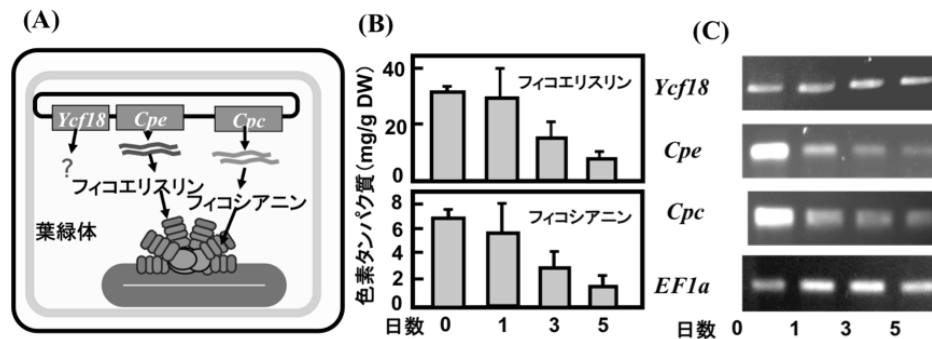 (A)
Ycf18 Cpe Cpc
?
フィコエリスリン
フィコシアニン
葉緑体
(B)
色素タンパク質(mg/g DW)
40
20
0
フィコエリスリン
8
6
4
2
0
フィコシアニン
日数 0 1 3 5
(C)
Ycf18
Cpe
Cpc
EF1a
日数 0 1 3 5